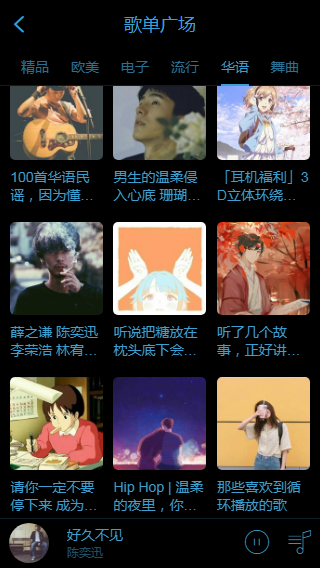 歌单广场
精品 欧美 电子 流行 华语 舞曲
100首华语民
谣，因为懂...
男生的温柔侵
入心底 珊瑚...
「耳机福利」3
D立体环绕...
薛之谦 陈奕迅
李荣浩 林宥...
听说把糖放在
枕头底下会...
听了几个故
事，正好讲...
请你一定不要
停下来 成为...
Hip Hop | 温柔
的夜里，你...
那些喜欢到循
环播放的歌
好久不见
陈奕迅